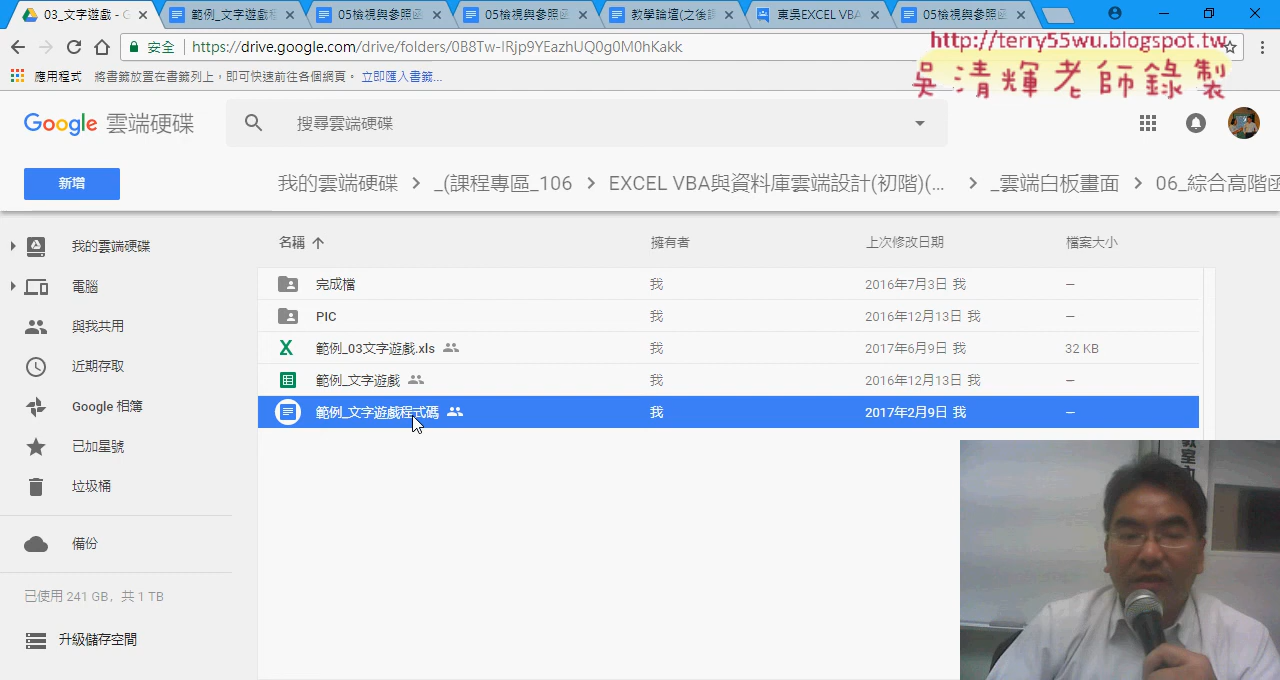 03_文字遊戲 - G
範例_文字遊戲程
05檢視與參照函
05檢視與參照函
教學論壇(之後課
東吳EXCEL VBA
05檢視與參照函
安全 https://drive.google.com/drive/folders/0B8Tw-IRjp9YEazhUQ0g0M0hKakk
http://terry55wu.blogspot.tw
吳清輝老師錄製
應用程式 將書籤放置在書籤列上，即可快速前往各個網頁。 立即匯入書籤...
Google 雲端硬碟
搜尋雲端硬碟
新增
我的雲端硬碟 > _(課程專區_106 > EXCEL VBA與資料庫雲端設計(初階)(... > _雲端白板畫面 > 06_綜合高階函
我的雲端硬碟
電腦
與我共用
近期存取
Google 相簿
已加星號
垃圾桶
備份
已使用 241 GB，共 1 TB
升級儲存空間
名稱 擁有者 上次修改日期 檔案大小
完成檔 我 2016年7月3日 我 —
PIC 我 2016年12月13日 我 —
範例_03文字遊戲.xls 我 2017年6月9日 我 32 KB
範例_文字遊戲 我 2016年12月13日 我 —
範例_文字遊戲程式碼 我 2017年2月9日 我 —